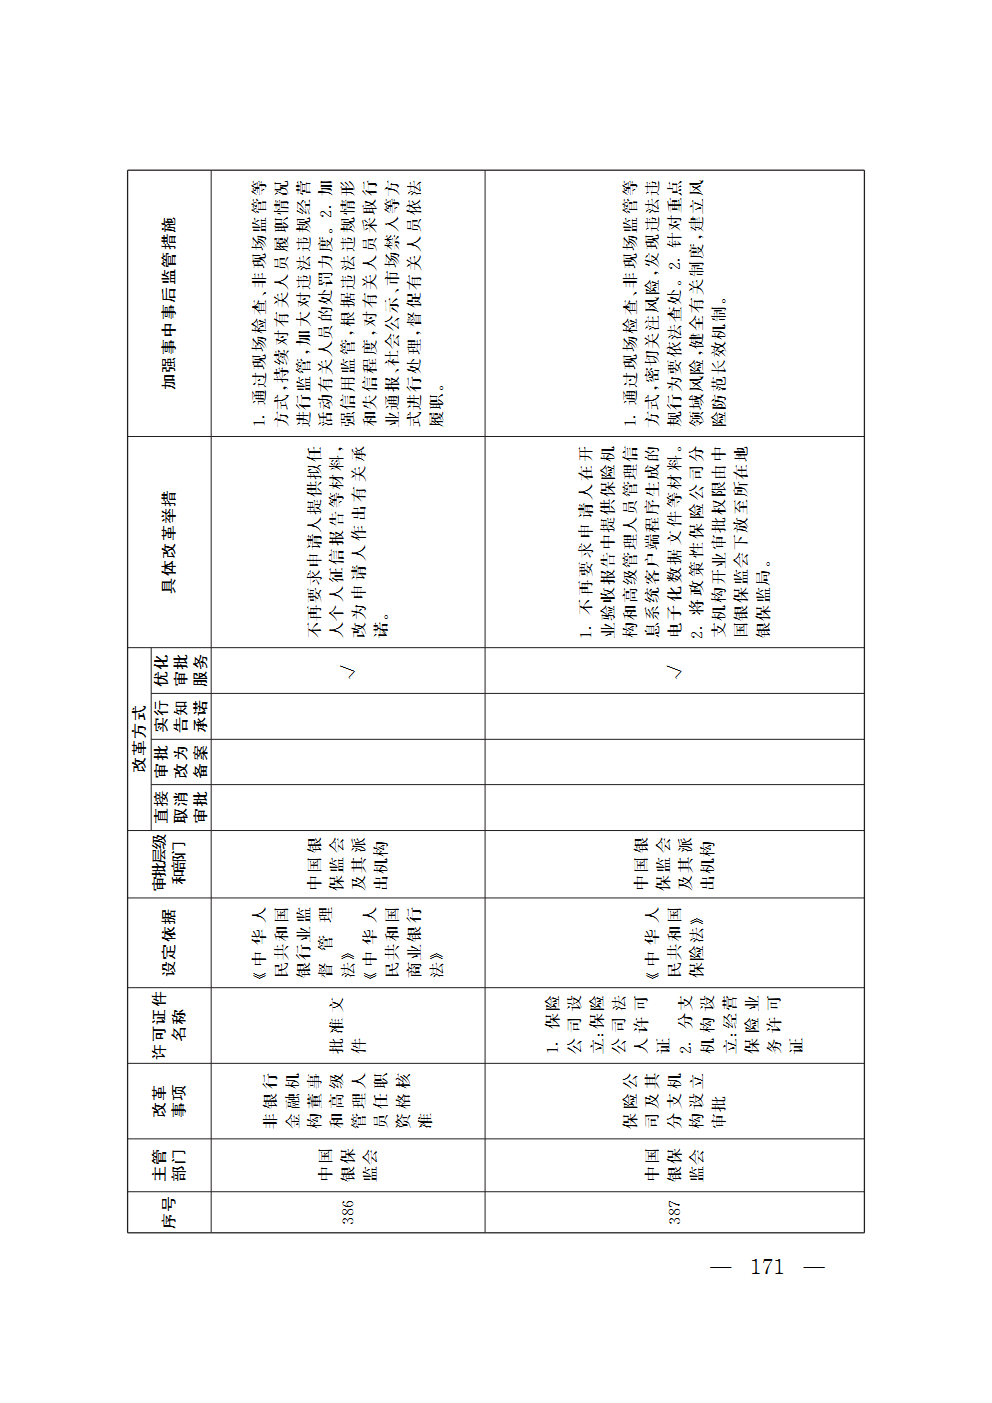 序号
主管
部门
改革
事项
许可证件
名称
设定依据
审批层级
和部门
改革方式
直接
取消
审批
审批
改为
备案
实行
告知
承诺
优化
审批
服务
具体改革举措
加强事中事后监管措施
386
中国
银保
监会
非银行
金融机
构董事
和高级
管理人
员任职
资格核
准
批准文
件
《中华人
民共和国
银行业监
督管理
法》
《中华人
民共和国
商业银行
法》
中国银
保监会
及其派
出机构
√
不再要求申请人提供拟任
人个人征信报告等材料，
改为申请人作出有关承
诺。
1. 通过现场检查、非现场监管等
方式，持续对有关人员履职情况
进行监管，加大对违法违规经营
活动有关人员的处罚力度。2. 加
强信用监管，根据违法违规情形
和失信程度，对有关人员采取行
业通报、社会公示、市场禁入等方
式进行处理，督促有关人员依法
履职。
387
中国
银保
监会
保险公
司及其
分支机
构设立
审批
1. 保险
公司设
立：保险
公司法
人许可
证
2. 分支
机构设
立：经营
保险业
务许可
证
《中华人
民共和国
保险法》
中国银
保监会
及其派
出机构
√
1. 不再要求申请人在开
业验收报告中提供保险机
构和高级管理人员管理信
息系统客户端程序生成的
电子化数据文件等材料。
2. 将政策性保险公司分
支机构开业审批权限由中
国银保监会下放至所在地
银保监局。
1. 通过现场检查、非现场监管等
方式，密切关注风险，发现违法违
规行为要依法查处。2. 针对重点
领域风险，健全有关制度，建立风
险防范长效机制。
— 171 —